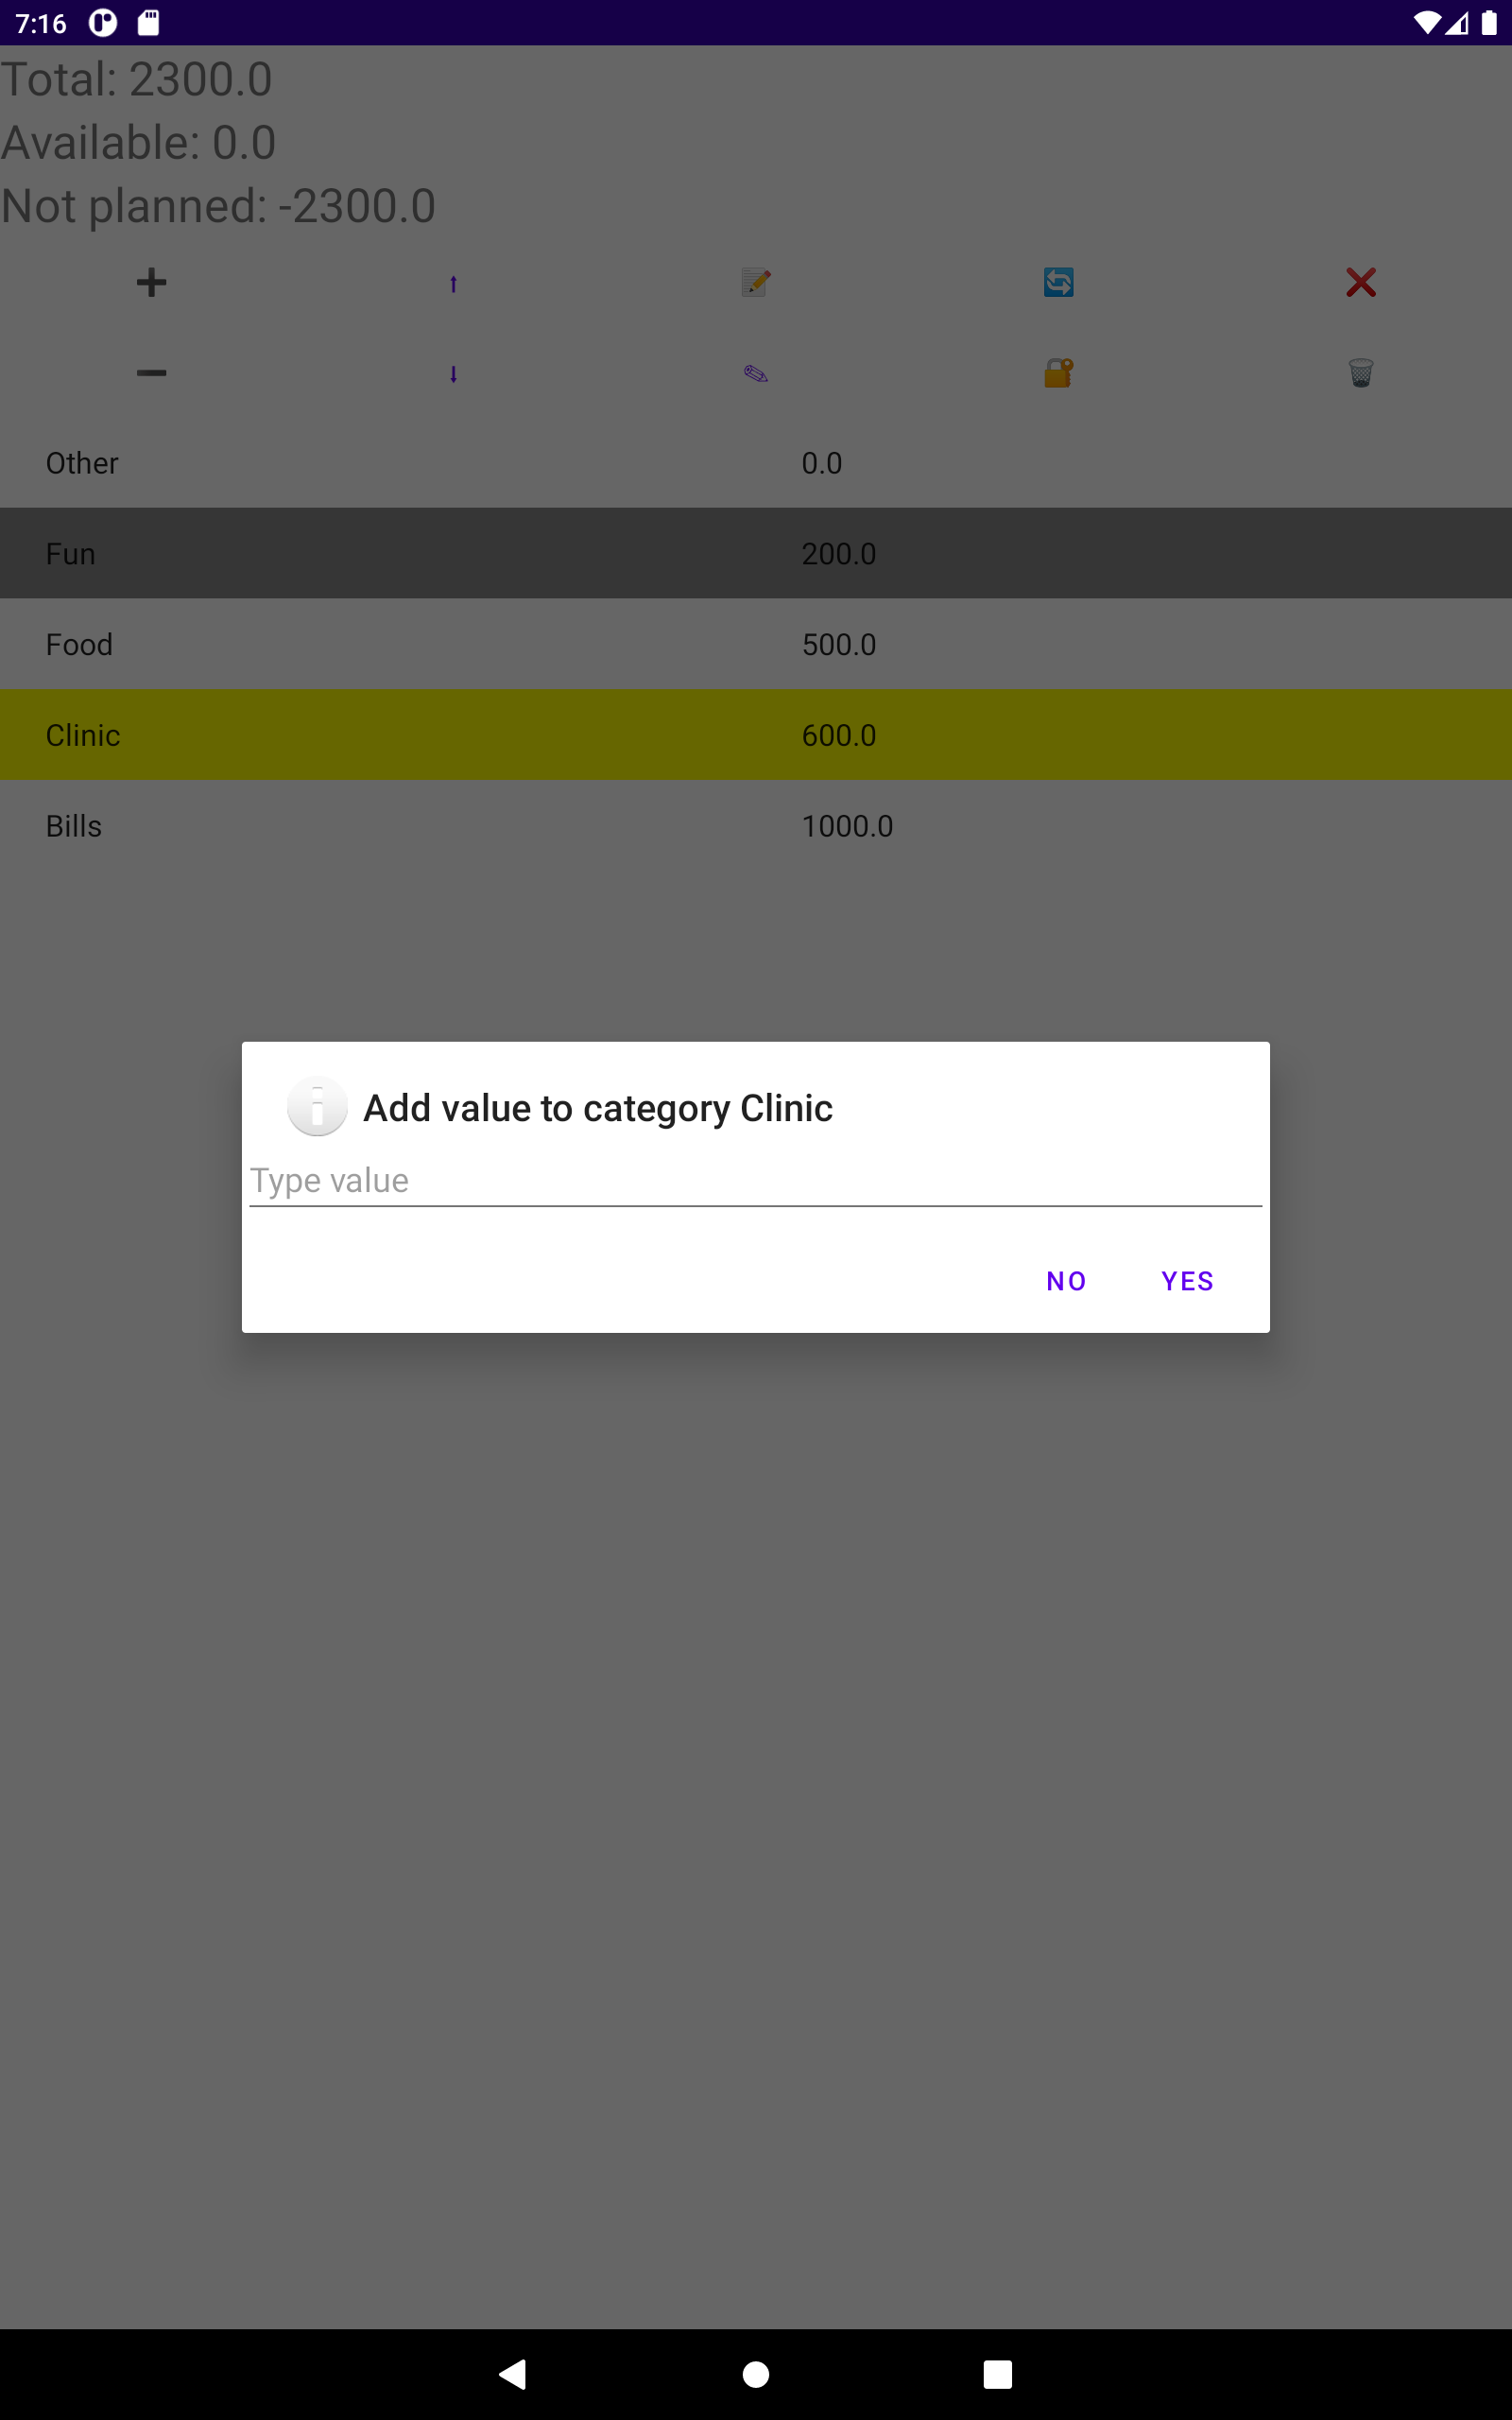 7:16
Total: 2300.0
Available: 0.0
Not planned: -2300.0
Other 0.0
Fun 200.0
Food 500.0
Clinic 600.0
Bills 1000.0
Add value to category Clinic
Type value
NO YES